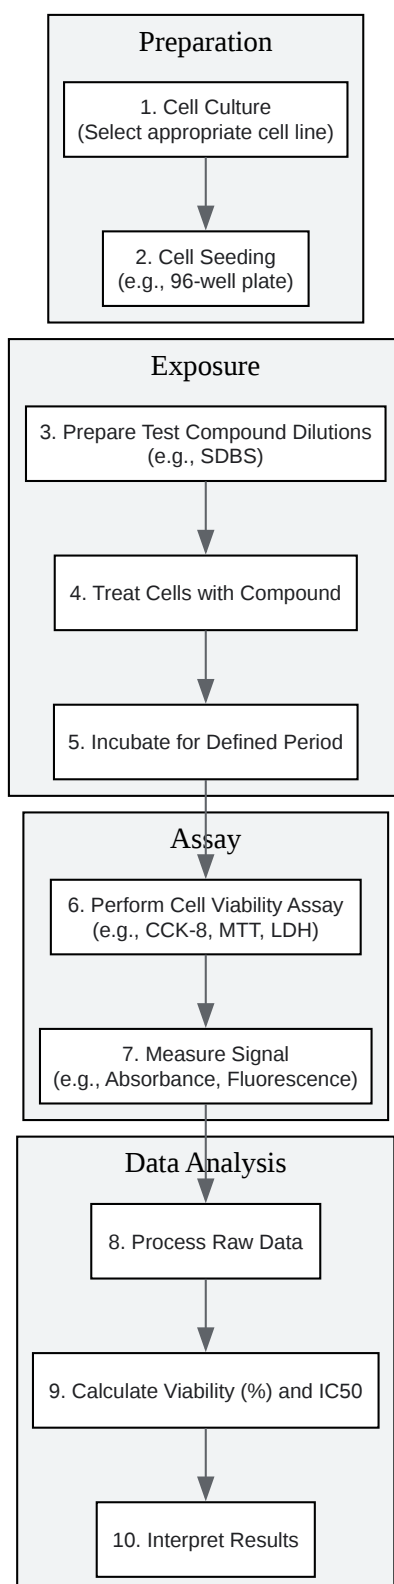 Preparation
1. Cell Culture
(Select appropriate cell line)
2. Cell Seeding
(e.g., 96-well plate)
Exposure
3. Prepare Test Compound Dilutions
(e.g., SDBS)
4. Treat Cells with Compound
5. Incubate for Defined Period
Assay
6. Perform Cell Viability Assay
(e.g., CCK-8, MTT, LDH)
7. Measure Signal
(e.g., Absorbance, Fluorescence)
Data Analysis
8. Process Raw Data
9. Calculate Viability (%) and IC50
10. Interpret Results